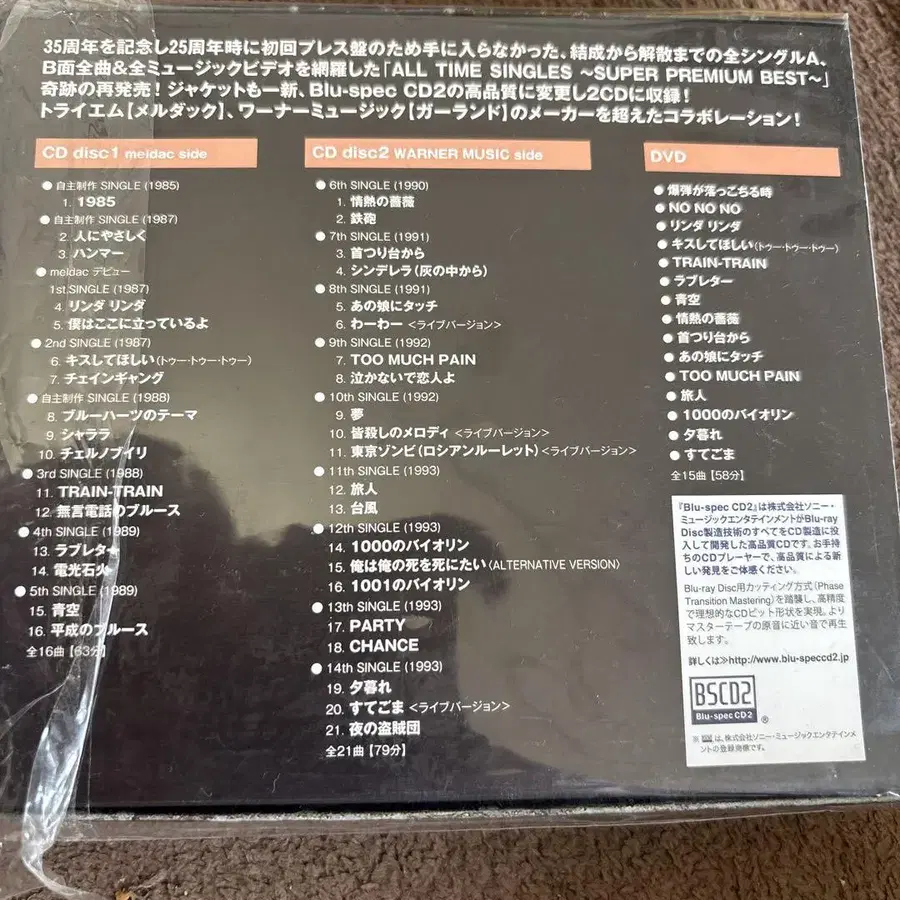 35周年を記念し25周年時に初回プレス盤のため手に入らなかった、結成から解散までの全シングルA、
B面全曲&全ミュージックビデオを網羅した「ALL TIME SINGLES ～SUPER PREMIUM BEST～」
奇跡の再発売！ジャケットも一新、Blu-spec CD2の高品質に変更し2CDに収録！
トライエム【メルダック】、ワーナーミュージック【ガーランド】のメーカーを超えたコラボレーション！
CD disc1 meldac side
●自主制作 SINGLE (1985)
1. 1985
●自主制作 SINGLE (1987)
2. 人にやさしく
3. ハンマー
●meldac デビュー
1st.SINGLE (1987)
4. リンダ リンダ
5. 僕はここに立っているよ
●2nd SINGLE (1987)
6. キスしてほしい(トゥー・トゥー・トゥー)
7. チェインギャング
●自主制作 SINGLE (1988)
8. ブルーハーツのテーマ
9. シャララ
10. チェルノブイリ
●3rd SINGLE (1988)
11. TRAIN-TRAIN
12. 無言電話のブルース
●4th SINGLE (1989)
13. ラブレター
14. 電光石火
●5th SINGLE (1989)
15. 青空
16. 平成のブルース
全16曲【63分】
CD disc2 WARNER MUSIC side
●6th SINGLE (1990)
1. 情熱の薔薇
2. 鉄砲
●7th SINGLE (1991)
3. 首つり台から
4. シンデレラ(灰の中から)
●8th SINGLE (1991)
5. あの娘にタッチ
6. わーわー <ライブバージョン>
●9th SINGLE (1992)
7. TOO MUCH PAIN
8. 泣かないで恋人よ
●10th SINGLE (1992)
9. 夢
10. 皆殺しのメロディ <ライブバージョン>
11. 東京ゾンビ(ロシアンルーレット) <ライブバージョン>
●11th SINGLE (1993)
12. 旅人
13. 台風
●12th SINGLE (1993)
14. 1000のバイオリン
15. 俺は俺の死を死にたい (ALTERNATIVE VERSION)
16. 1001のバイオリン
●13th SINGLE (1993)
17. PARTY
18. CHANCE
●14th SINGLE (1993)
19. 夕暮れ
20. すてごま <ライブバージョン>
21. 夜の盗賊団
全21曲【79分】
DVD
●爆弾が落っこちる時
●NO NO NO
●リンダ リンダ
●キスしてほしい(トゥー・トゥー・トゥー)
●TRAIN-TRAIN
●ラブレター
●青空
●情熱の薔薇
●首つり台から
●あの娘にタッチ
●TOO MUCH PAIN
●旅人
●1000のバイオリン
●夕暮れ
●すてごま
全15曲【58分】
『Blu-spec CD2』は株式会社ソニー・
ミュージックエンタテインメントがBlu-ray
Disc製造技術のすべてをCD製造に投
入して開発した高品質CDです。お手持
ちのCDプレーヤーで、高品質による新
しい発見をご体感ください。
Blu-ray Disc用カッティング方式(Phase
Transition Mastering)を踏襲し、高精度
で理想的なCDピット形状を実現。より
マスターテープの原音に近い音で再生
致します。
詳しくは≫http://www.blu-speccd2.jp
BSCD2
Blu-spec CD2 ®
は、株式会社ソニー・ミュージックエンタテインメ
ントの登録商標です。